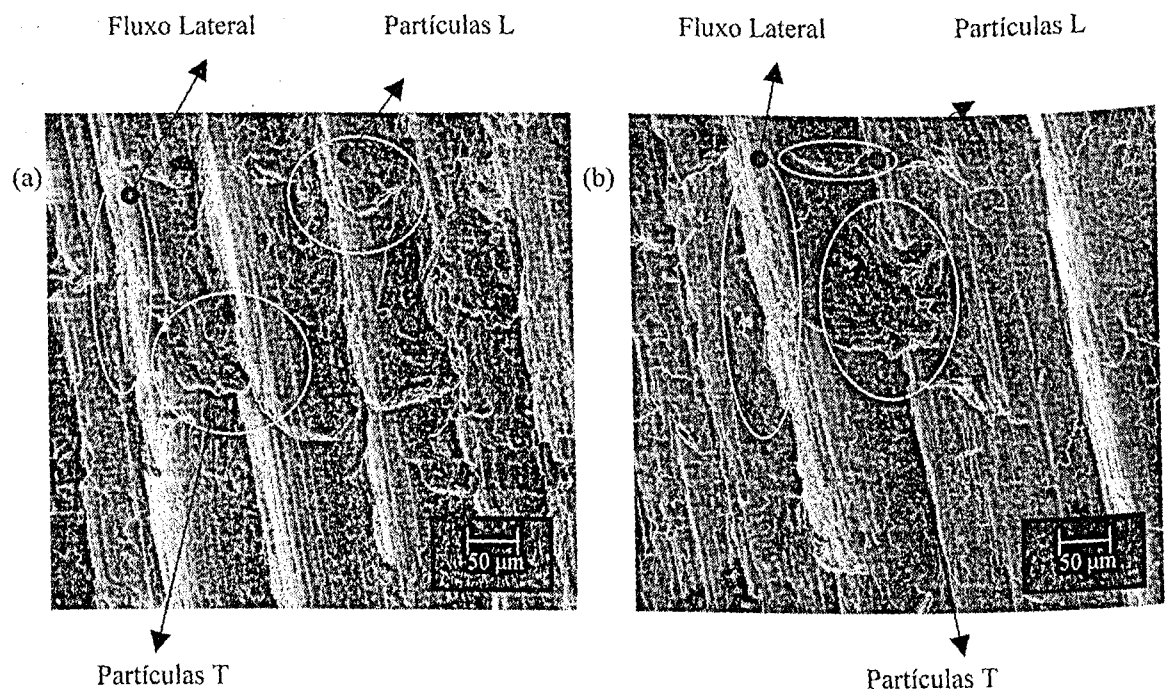 Fluxo Lateral
Partículas L
Fluxo Lateral
Partículas L
(a)
(b)
50 µm
50 µm
Partículas T
Partículas T